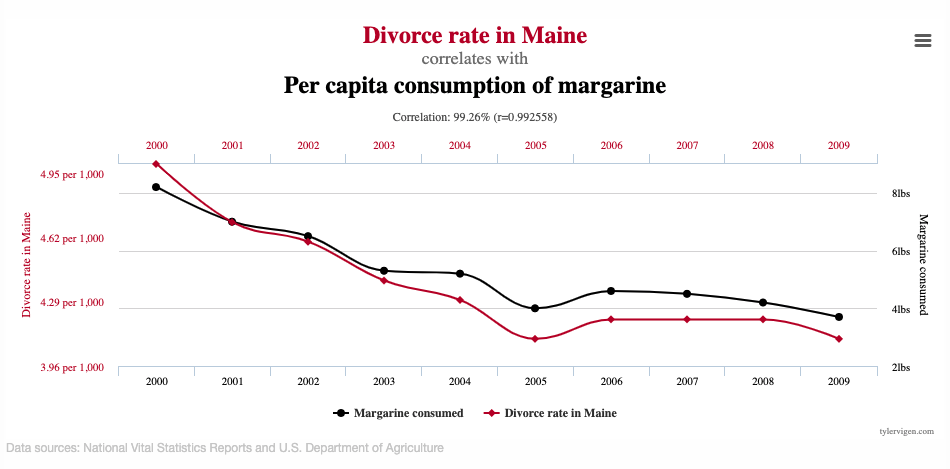 Divorce rate in Maine
correlates with
Per capita consumption of margarine
Correlation: 99.26% (r=0.992558)
2000 2001 2002 2003 2004 2005 2006 2007 2008 2009
Divorce rate in Maine
4.95 per 1,000
4.62 per 1,000
4.29 per 1,000
3.96 per 1,000
8lbs
6lbs
4lbs
2lbs
Margarine consumed
2000 2001 2002 2003 2004 2005 2006 2007 2008 2009
Margarine consumed Divorce rate in Maine
tylervigen.com
Data sources: National Vital Statistics Reports and U.S. Department of Agriculture